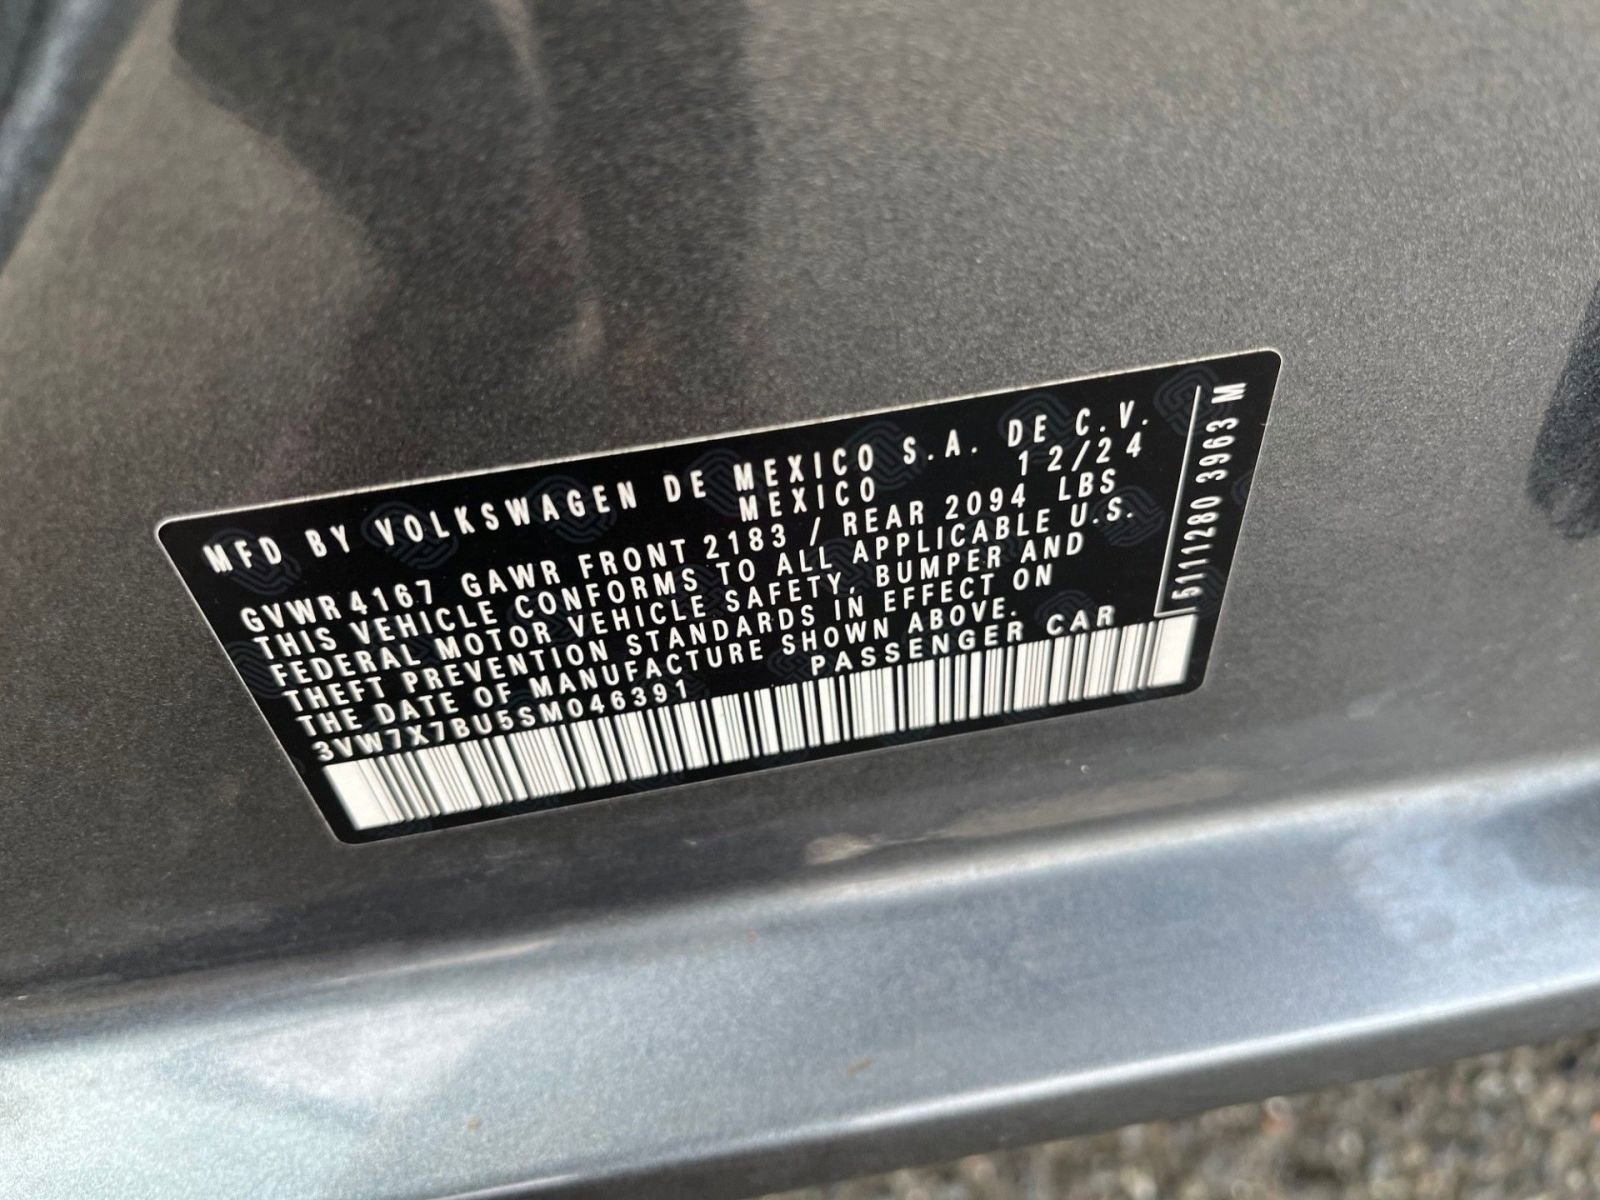 MFD BY VOLKSWAGEN DE MEXICO S.A. DE C.V.
MEXICO 12/24
GVWR 4167 GAWR FRONT 2183 / REAR 2094 LBS
THIS VEHICLE CONFORMS TO ALL APPLICABLE U.S.
FEDERAL MOTOR VEHICLE SAFETY, BUMPER AND
THEFT PREVENTION STANDARDS IN EFFECT ON
THE DATE OF MANUFACTURE SHOWN ABOVE.
3VW7X7BU5SM046391 PASSENGER CAR
5111280 3963 M